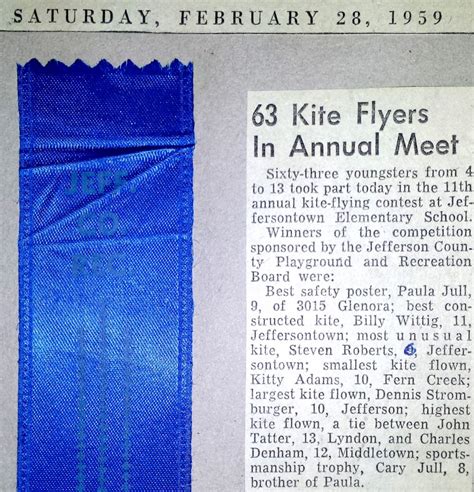 SATURDAY, FEBRUARY 28, 1959
JEFF.
CO.
REC.
63 Kite Flyers
In Annual Meet
Sixty-three youngsters from 4
to 13 took part today in the 11th
annual kite-flying contest at Jef-
fersontown Elementary School.
Winners of the competition
sponsored by the Jefferson Coun-
ty Playground and Recreation
Board were:
Best safety poster, Paula Jull,
9, of 3015 Glenora; best con-
structed kite, Billy Wittig, 11,
Jeffersontown; most unusual
kite, Steven Roberts, 6, Jeffer-
sontown; smallest kite flown,
Kitty Adams, 10, Fern Creek;
largest kite flown, Dennis Strom-
burger, 10, Jefferson; highest
kite flown, a tie between John
Tatter, 13, Lyndon, and Charles
Denham, 12, Middletown; sports-
manship trophy, Cary Jull, 8,
brother of Paula.